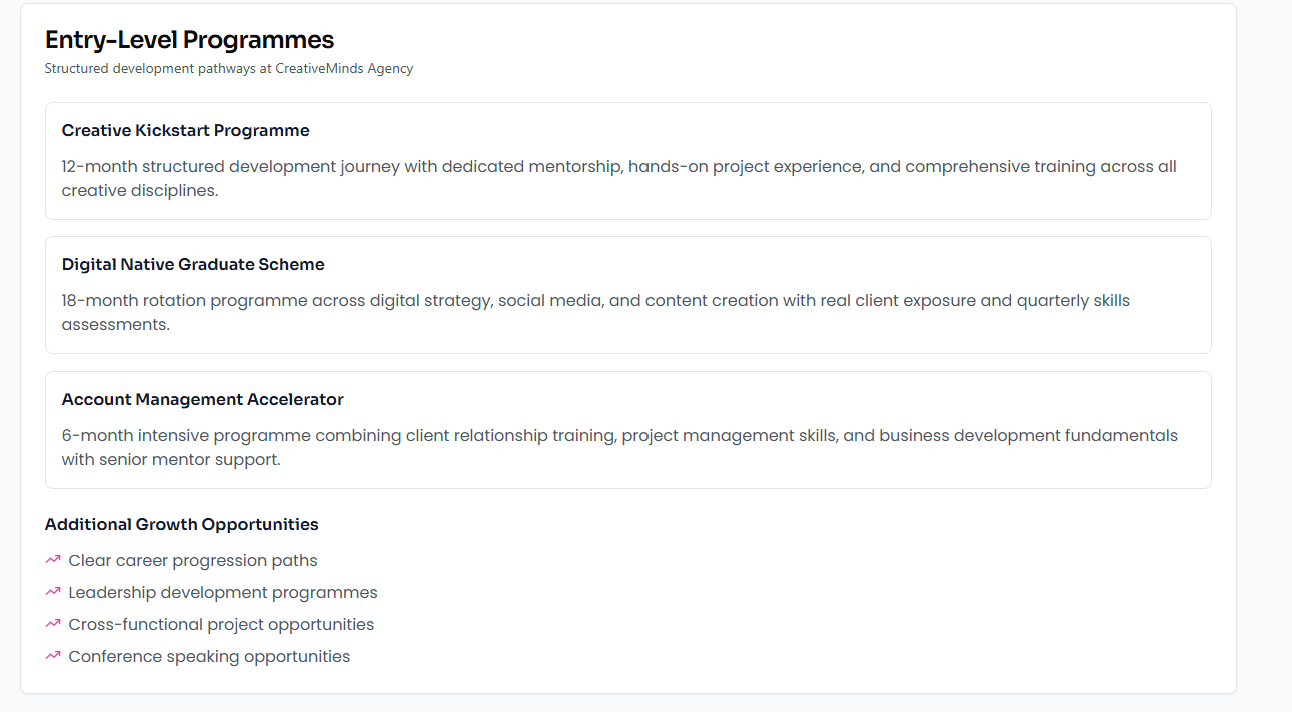 Entry-Level Programmes
Structured development pathways at CreativeMinds Agency
Creative Kickstart Programme
12-month structured development journey with dedicated mentorship, hands-on project experience, and comprehensive training across all
creative disciplines.
Digital Native Graduate Scheme
18-month rotation programme across digital strategy, social media, and content creation with real client exposure and quarterly skills
assessments.
Account Management Accelerator
6-month intensive programme combining client relationship training, project management skills, and business development fundamentals
with senior mentor support.
Additional Growth Opportunities
Clear career progression paths
Leadership development programmes
Cross-functional project opportunities
Conference speaking opportunities